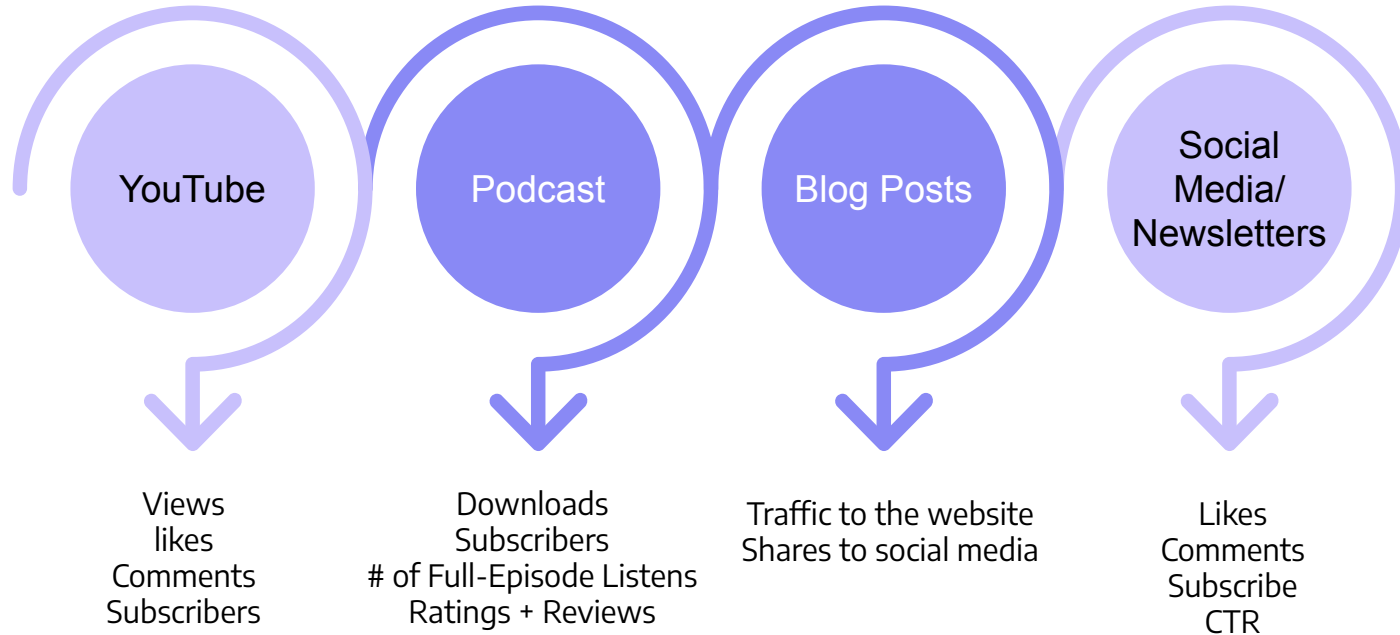 YouTube
Podcast
Blog Posts
Social
Media/
Newsletters
Views
likes
Comments
Subscribers
Downloads
Subscribers
# of Full-Episode Listens
Ratings + Reviews
Traffic to the website
Shares to social media
Likes
Comments
Subscribe
CTR